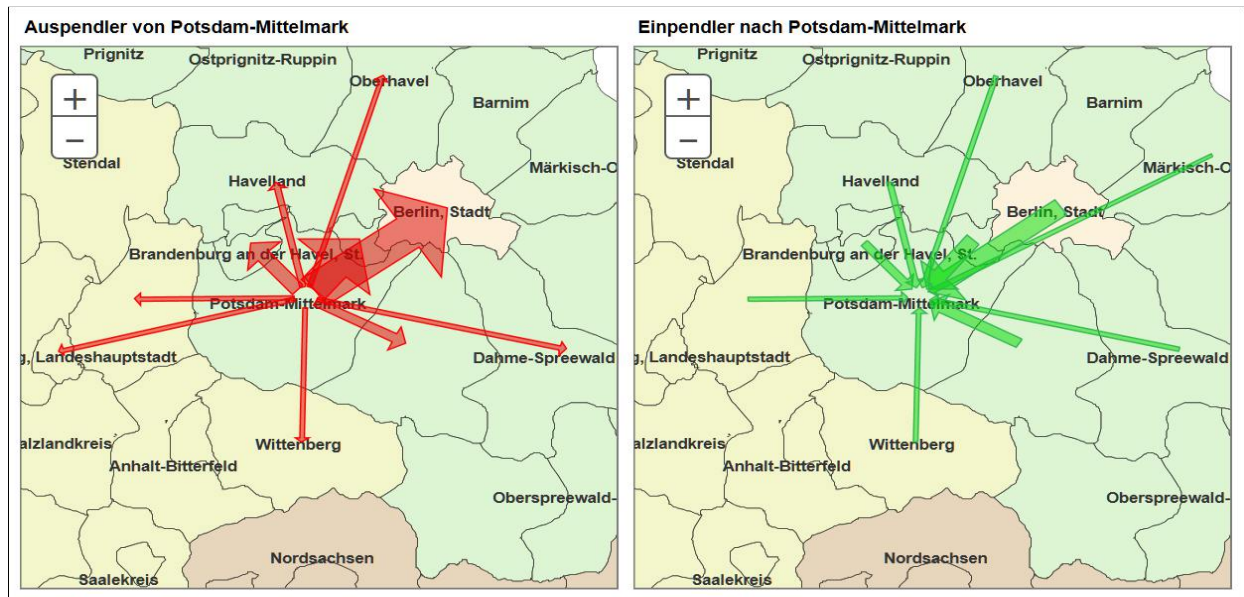 Auspendler von Potsdam-Mittelmark
Prignitz
Ostprignitz-Ruppin
Oberhavel
+
Barnim
−
Stendal
Märkisch-O
Havelland
Berlin, Stadt
Brandenburg an der Havel, St.
Potsdam-Mittelmark
g, Landeshauptstadt
Dahme-Spreewald
alzlandkreis
Wittenberg
Anhalt-Bitterfeld
Oberspreewald-
Nordsachsen
Saalekreis
Einpendler nach Potsdam-Mittelmark
Prignitz
Ostprignitz-Ruppin
Oberhavel
+
Barnim
−
Stendal
Märkisch-O
Havelland
Berlin, Stadt
Brandenburg an der Havel, St.
Potsdam-Mittelmark
g, Landeshauptstadt
Dahme-Spreewald
alzlandkreis
Wittenberg
Anhalt-Bitterfeld
Oberspreewald-
Nordsachsen
Saalekreis